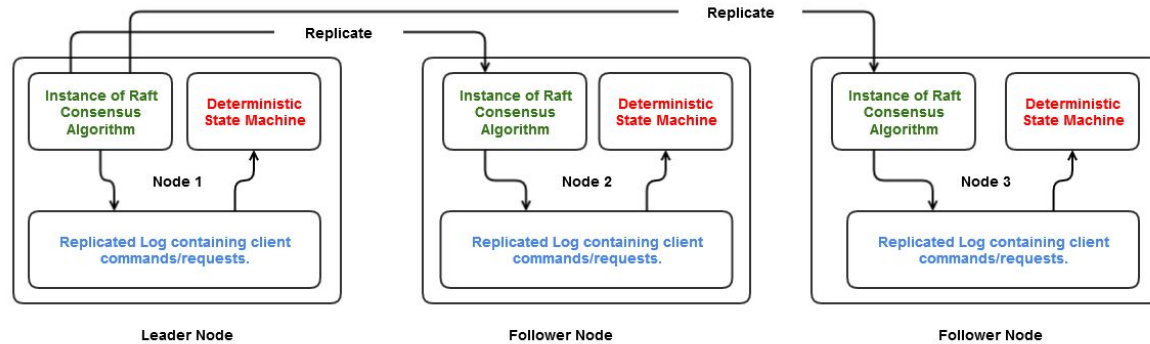 Replicate
Replicate
Instance of Raft
Consensus
Algorithm
Deterministic
State Machine
Node 1
Replicated Log containing client
commands/requests.
Leader Node
Instance of Raft
Consensus
Algorithm
Deterministic
State Machine
Node 2
Replicated Log containing client
commands/requests.
Follower Node
Instance of Raft
Consensus
Algorithm
Deterministic
State Machine
Node 3
Replicated Log containing client
commands/requests.
Follower Node